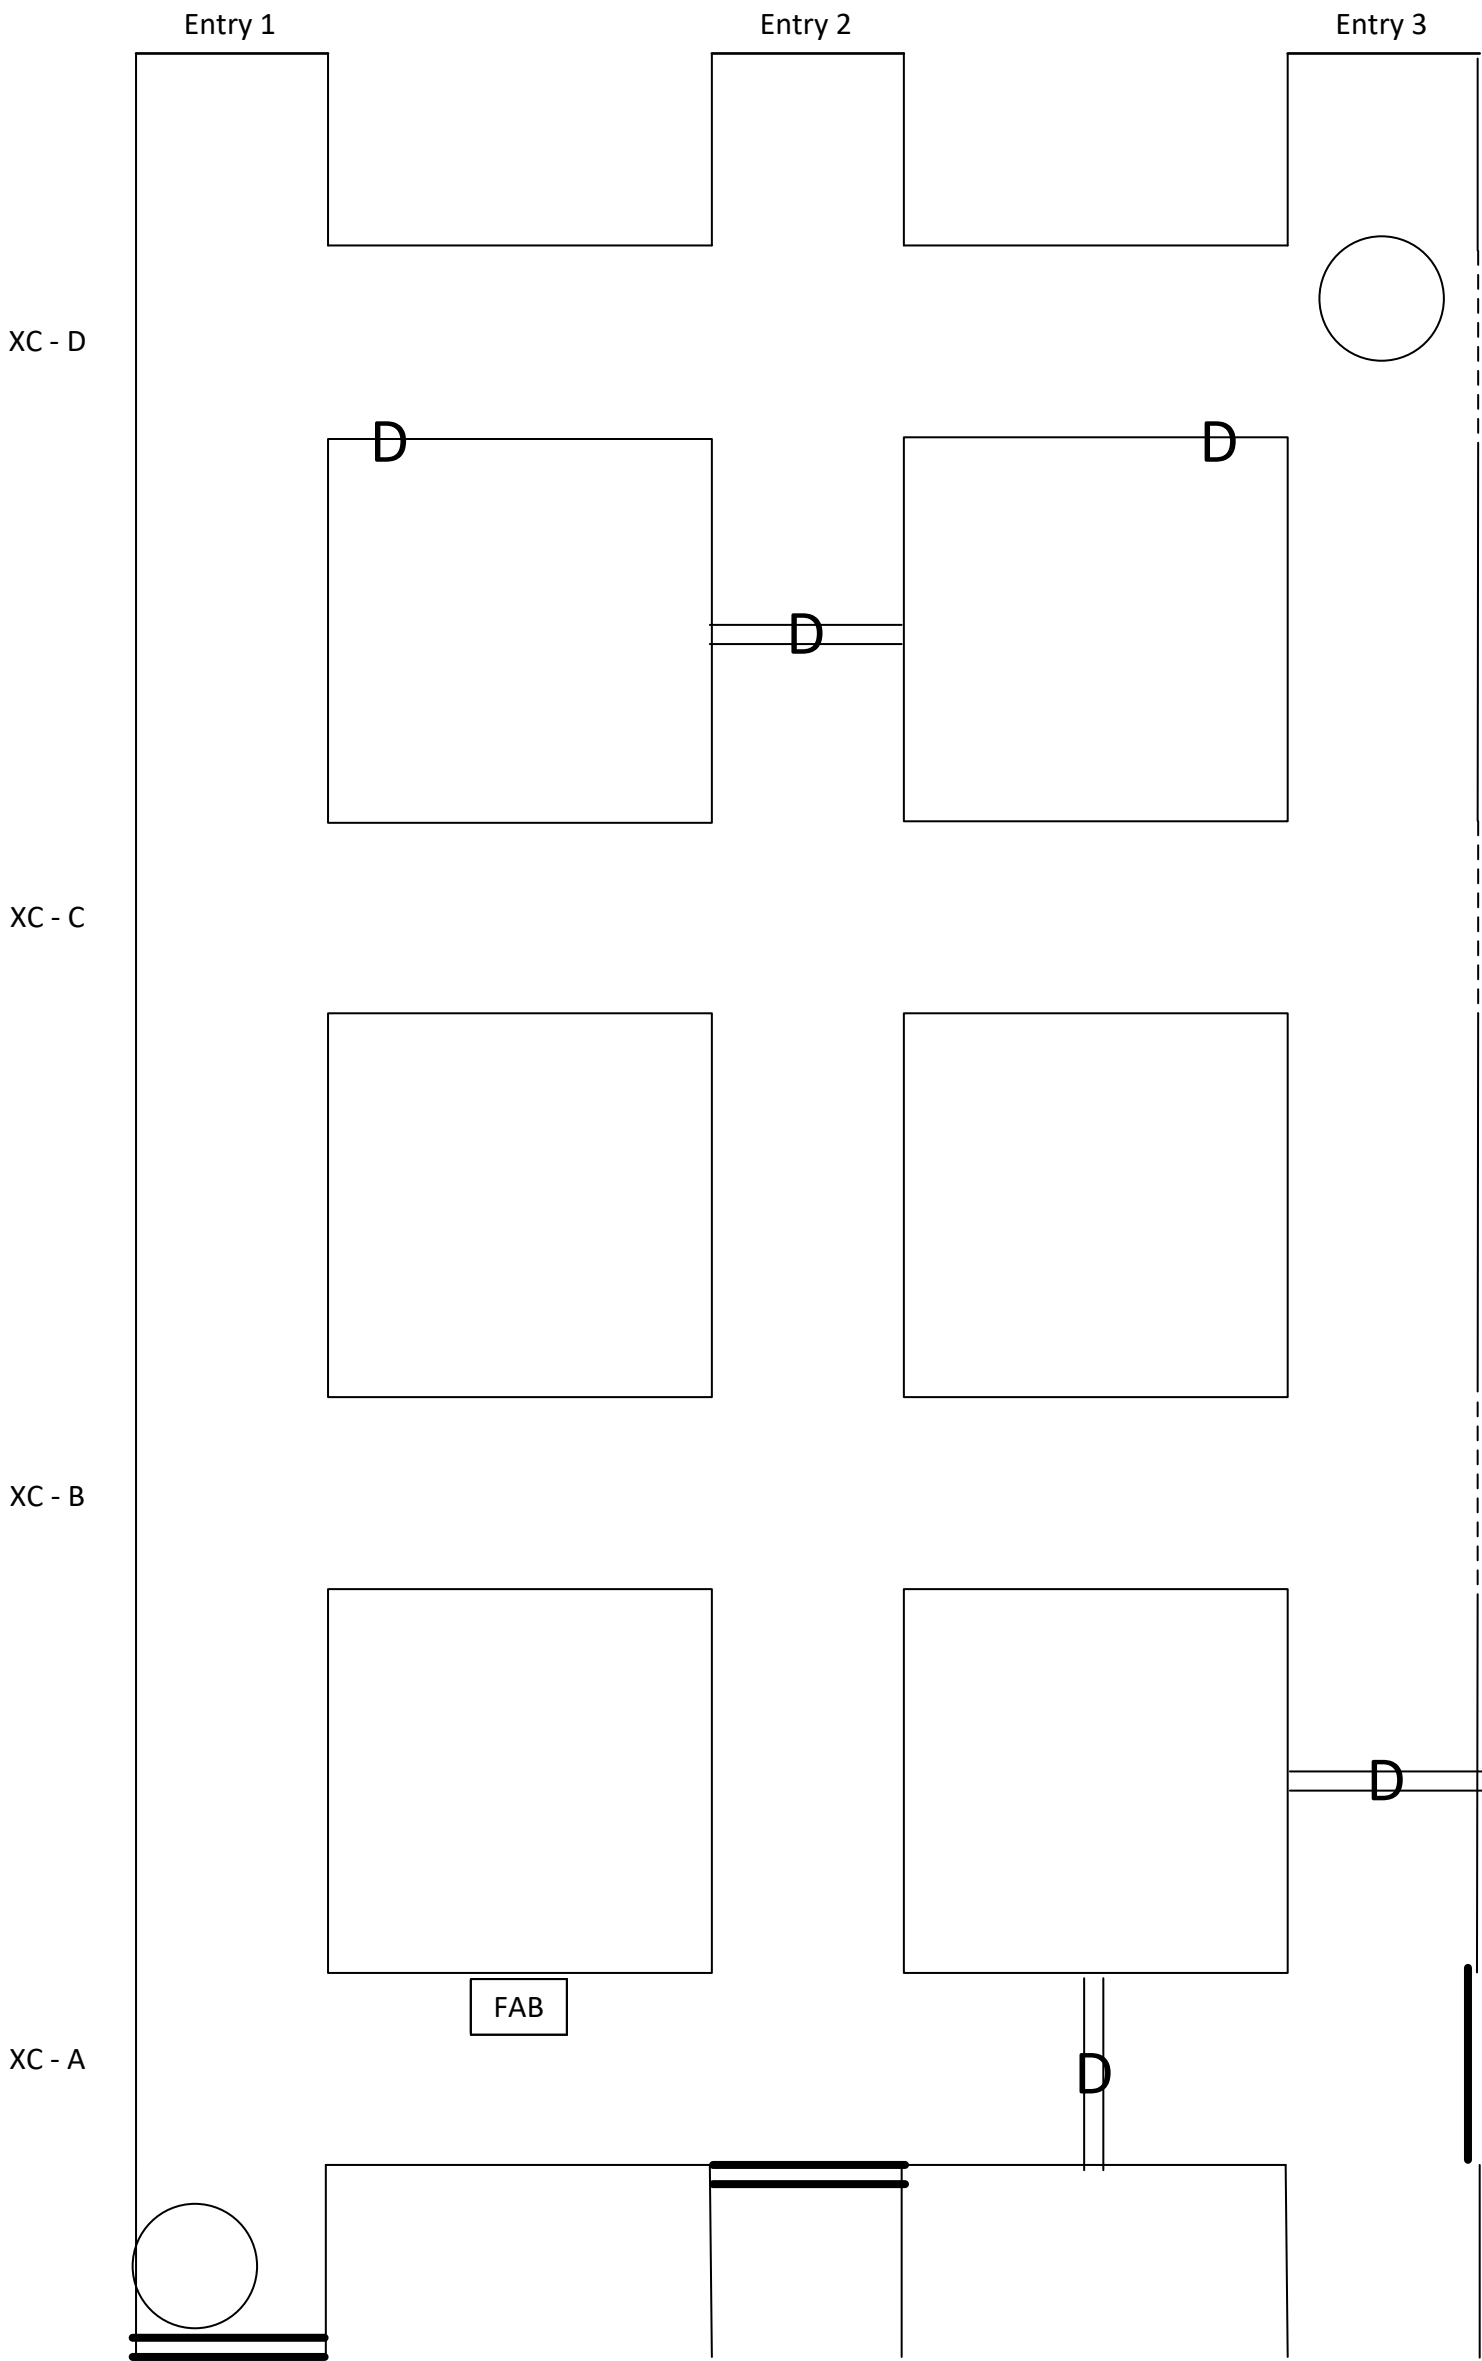 Entry 1
Entry 2
Entry 3
XC - D
D
D
D
XC - C
XC - B
D
FAB
XC - A
D